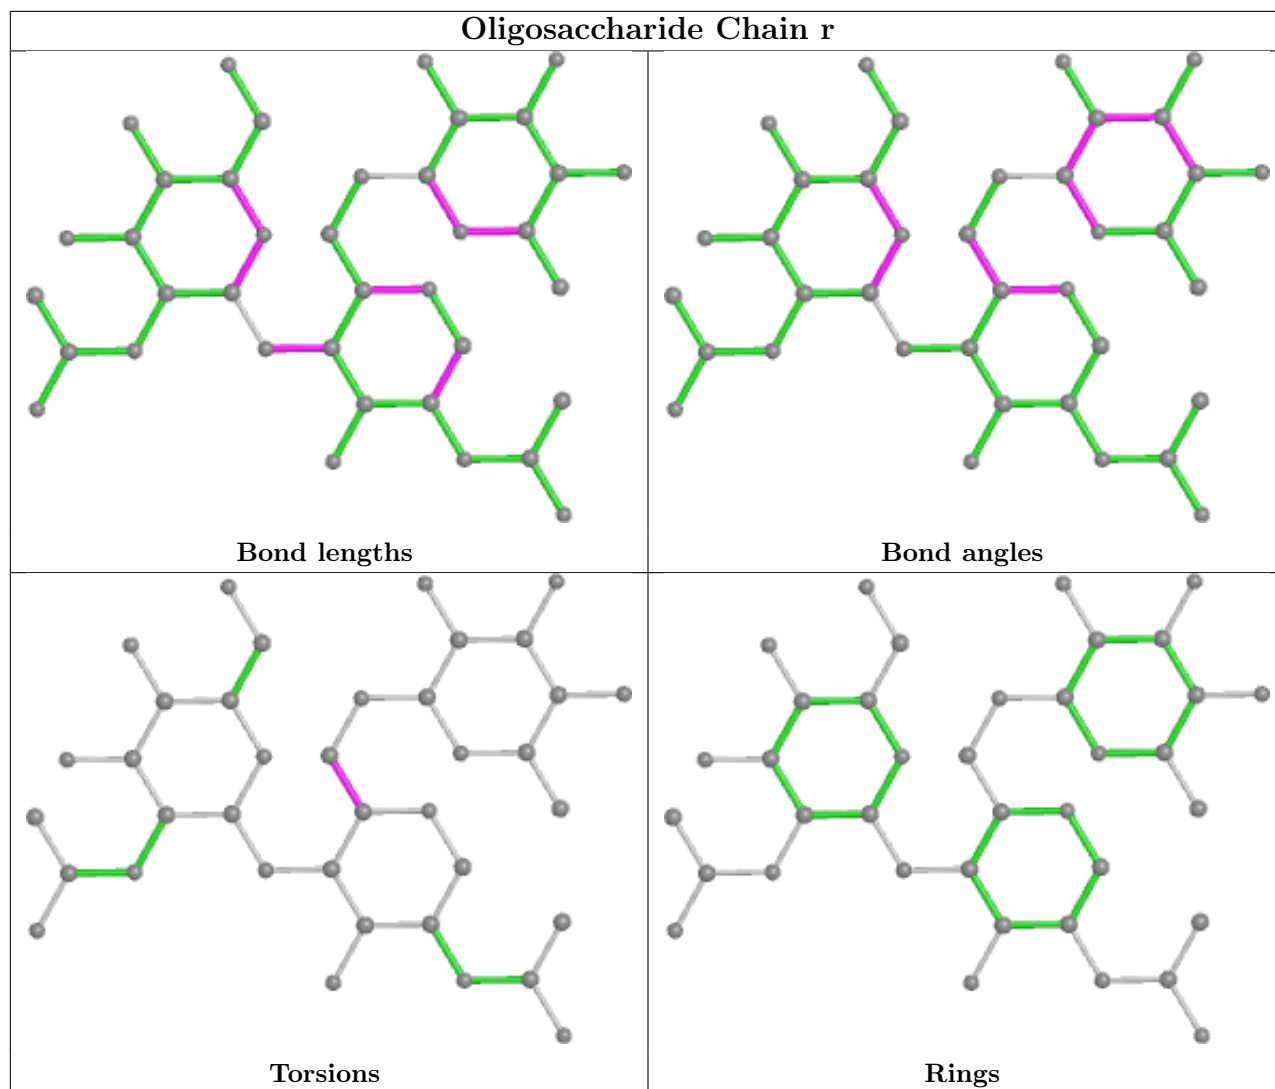 Oligosaccharide Chain r
Bond lengths
Bond angles
Torsions
Rings